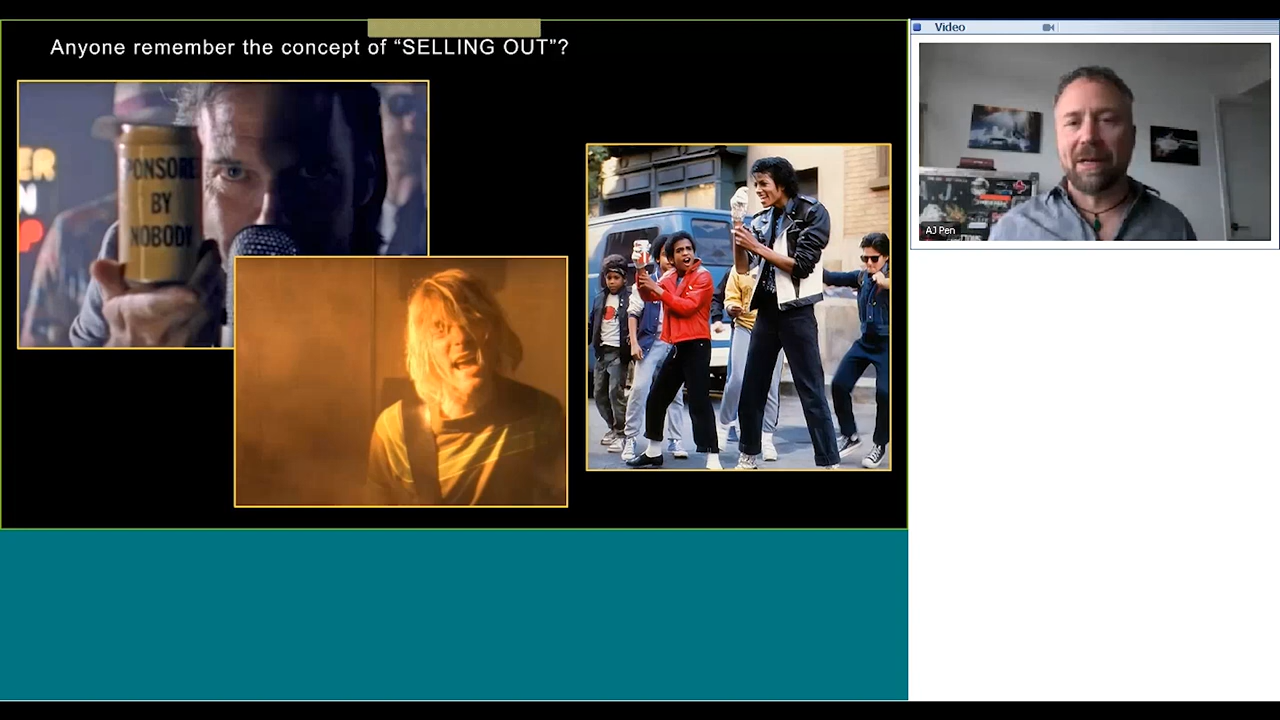 Anyone remember the concept of “SELLING OUT”?
Video
PONSORE
BY
NOBODY
AJ Pen